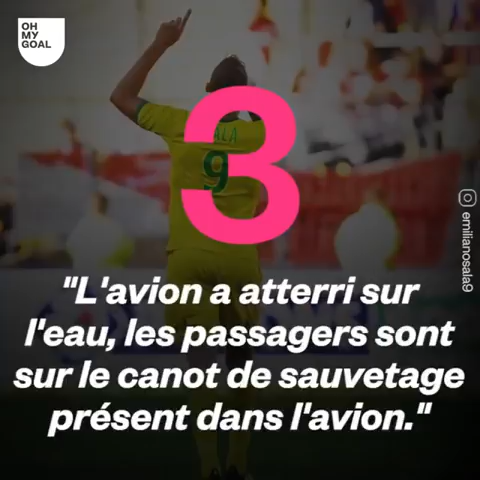 OH
MY
GOAL
3
9
emilianosala9
"L'avion a atterri sur
l'eau, les passagers sont
sur le canot de sauvetage
présent dans l'avion."